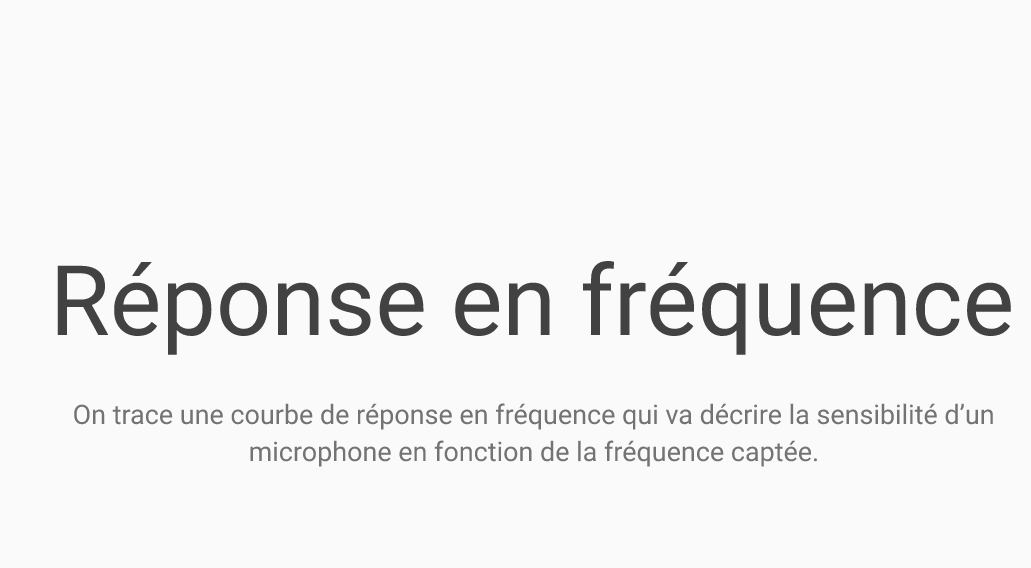 Réponse en fréquence
On trace une courbe de réponse en fréquence qui va décrire la sensibilité d’un
microphone en fonction de la fréquence captée.